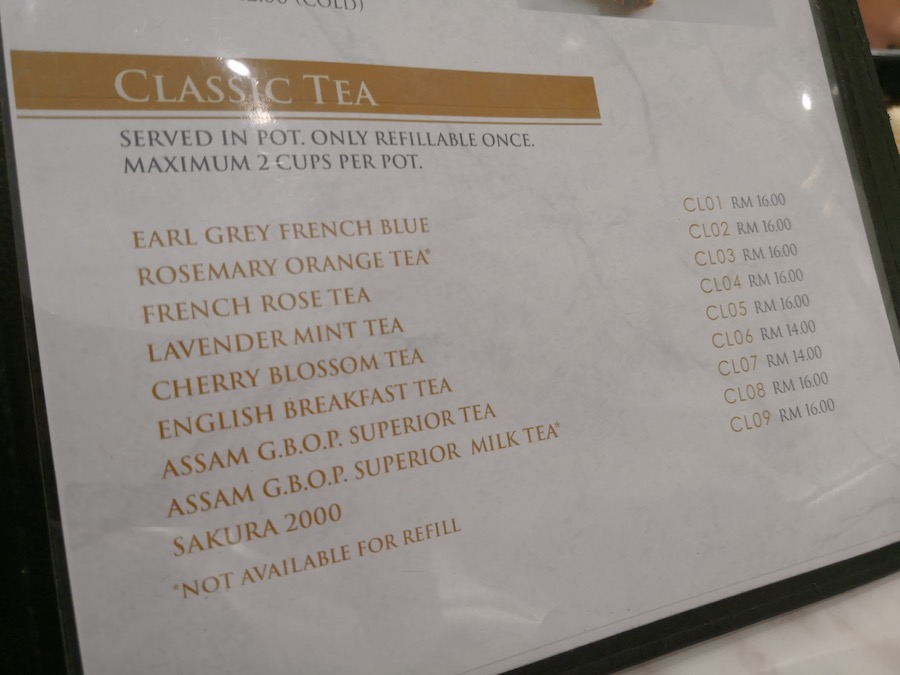 (COLD)
CLASSIC TEA
SERVED IN POT. ONLY REFILLABLE ONCE.
MAXIMUM 2 CUPS PER POT.
EARL GREY FRENCH BLUE CL01 RM 16.00
ROSEMARY ORANGE TEA* CL02 RM 16.00
FRENCH ROSE TEA CL03 RM 16.00
LAVENDER MINT TEA CL04 RM 16.00
CHERRY BLOSSOM TEA CL05 RM 16.00
ENGLISH BREAKFAST TEA CL06 RM 14.00
ASSAM G.B.O.P. SUPERIOR TEA CL07 RM 14.00
ASSAM G.B.O.P. SUPERIOR MILK TEA* CL08 RM 16.00
SAKURA 2000 CL09 RM 16.00
*NOT AVAILABLE FOR REFILL